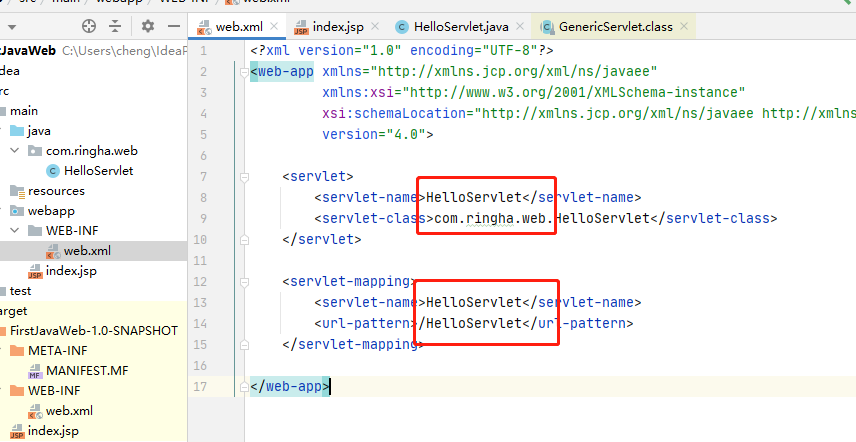 src main webapp WEB-INF web.xml
web.xml index.jsp HelloServlet.java GenericServlet.class
tJavaWeb C:\Users\cheng\IdeaP
dea
rc
main
java
com.ringha.web
HelloServlet
resources
webapp
WEB-INF
web.xml
index.jsp
test
arget
FirstJavaWeb-1.0-SNAPSHOT
META-INF
MANIFEST.MF
WEB-INF
web.xml
index.jsp
1 <?xml version="1.0" encoding="UTF-8"?>
2 <web-app xmlns="http://xmlns.jcp.org/xml/ns/javaee"
3 xmlns:xsi="http://www.w3.org/2001/XMLSchema-instance"
4 xsi:schemaLocation="http://xmlns.jcp.org/xml/ns/javaee http://xmlns
5 version="4.0">
6
7 <servlet>
8 <servlet-name>HelloServlet</servlet-name>
9 <servlet-class>com.ringha.web.HelloServlet</servlet-class>
10 </servlet>
11
12 <servlet-mapping>
13 <servlet-name>HelloServlet</servlet-name>
14 <url-pattern>/HelloServlet</url-pattern>
15 </servlet-mapping>
16
17 </web-app>